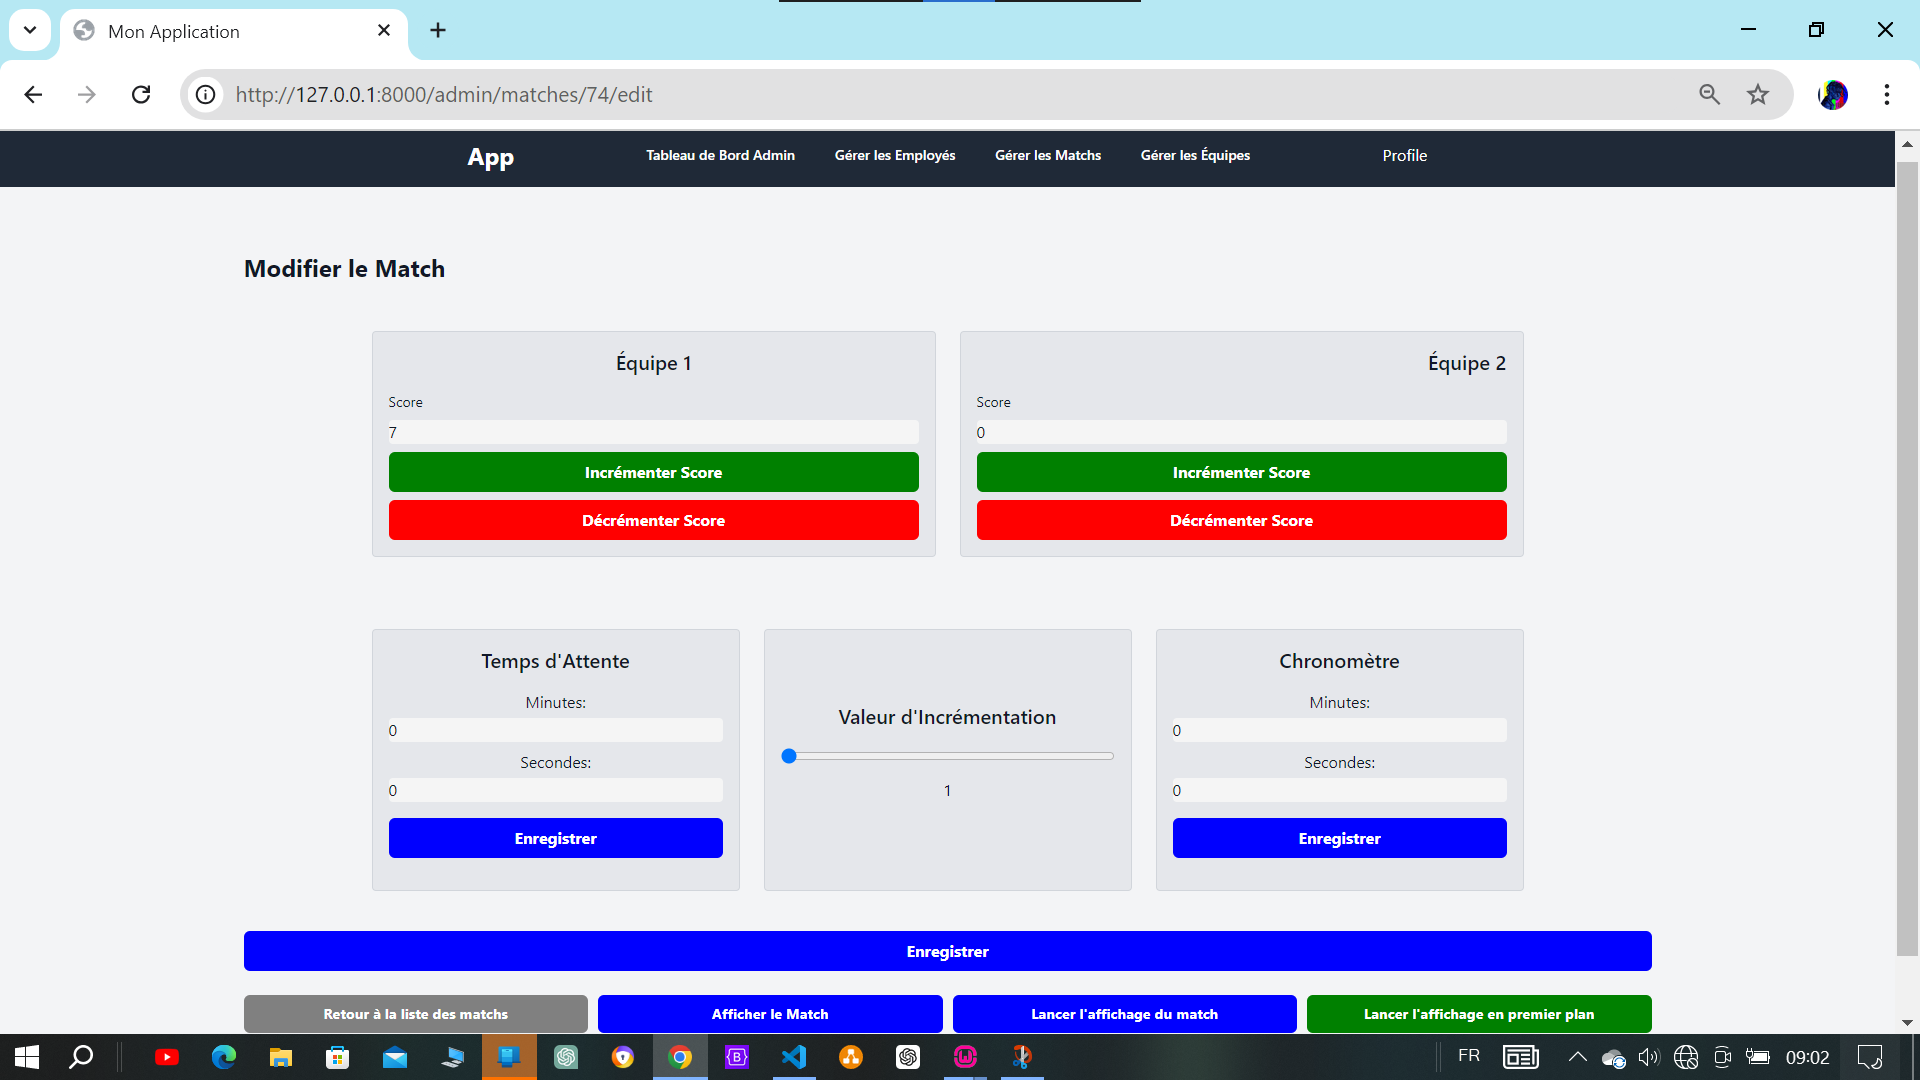 Mon Application
http://127.0.0.1:8000/admin/matches/74/edit
App
Tableau de Bord Admin
Gérer les Employés
Gérer les Matchs
Gérer les Équipes
Profile
Modifier le Match
Équipe 1
Score
7
Incrémenter Score
Décrémenter Score
Équipe 2
Score
0
Incrémenter Score
Décrémenter Score
Temps d'Attente
Minutes:
0
Secondes:
0
Enregistrer
Valeur d'Incrémentation
1
Chronomètre
Minutes:
0
Secondes:
0
Enregistrer
Enregistrer
Retour à la liste des matchs
Afficher le Match
Lancer l'affichage du match
Lancer l'affichage en premier plan
FR
09:02